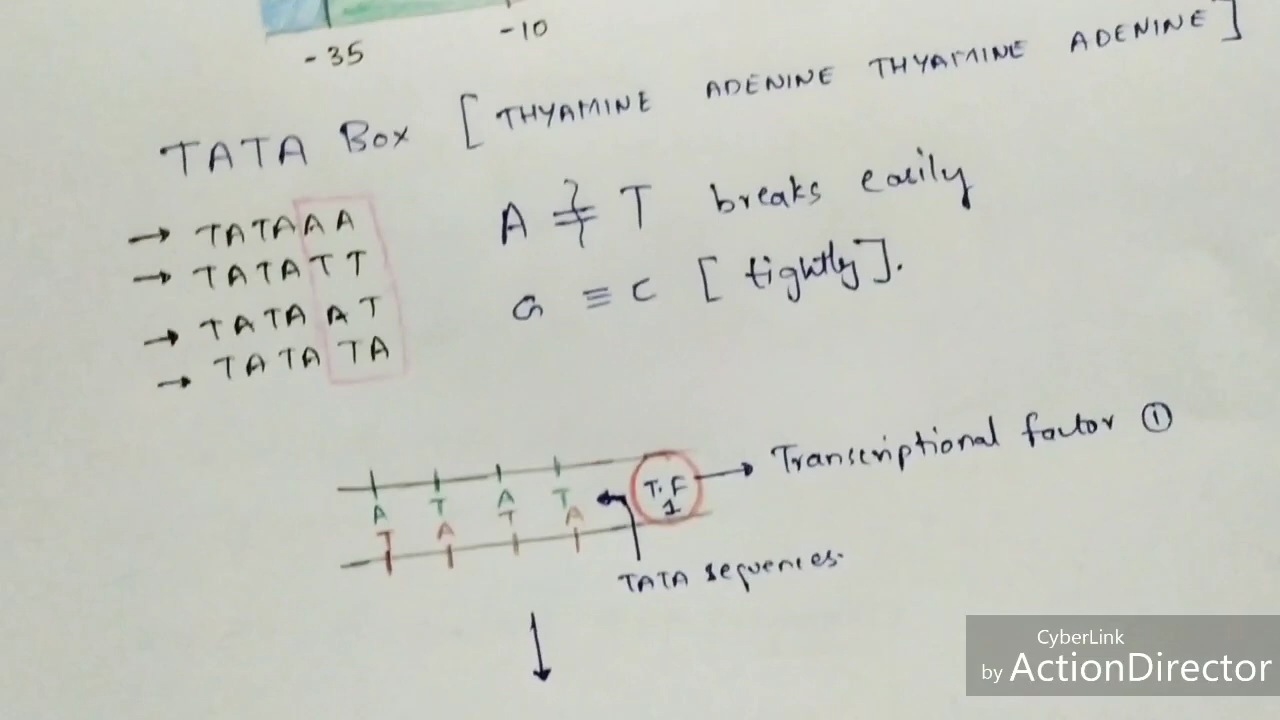 -35
-10
TATA Box [ THYAMINE ADENINE THYAMINE ADENINE ]
→ TATAAA
→ TATATT
→ TATAAT
→ TATATA
A = T breaks easily
G ≡ C [ tightly ].
A T A T
T A T A
T.F
1
→ Transcriptional factor ①
TATA sequences.
CyberLink
by ActionDirector